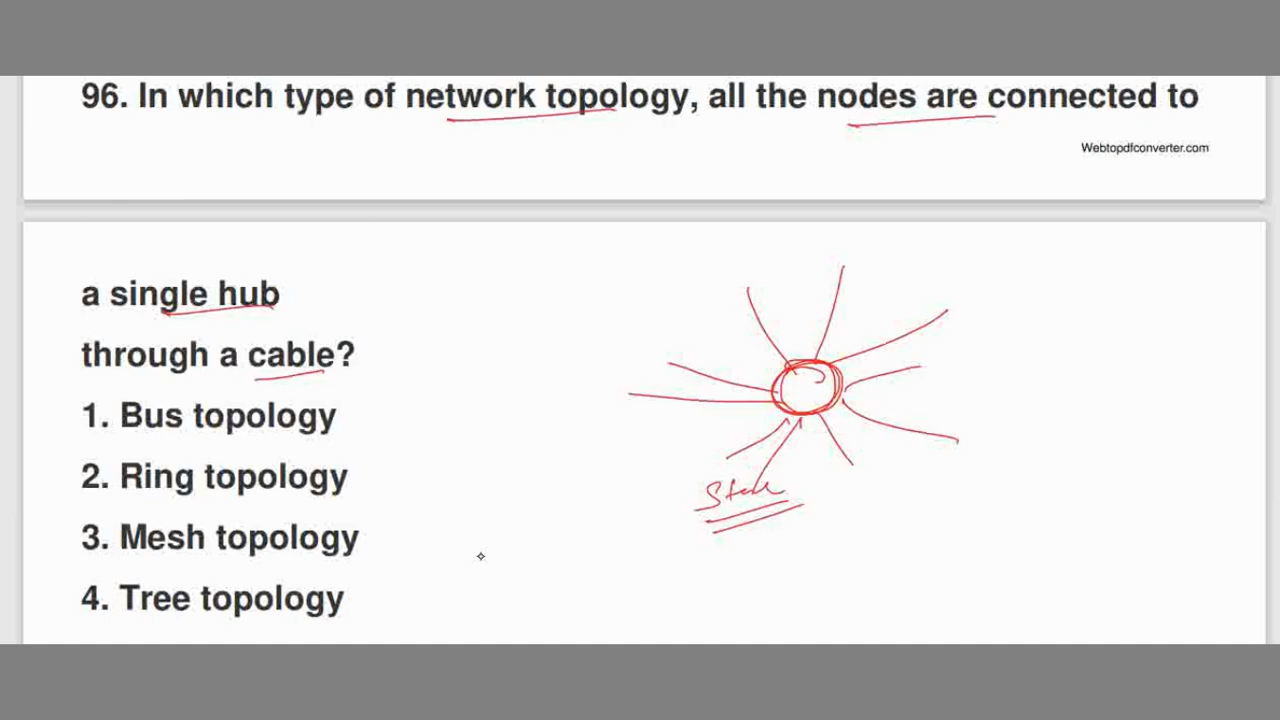 96. In which type of network topology, all the nodes are connected to
Webtopdfconverter.com
a single hub
through a cable?
1. Bus topology
2. Ring topology
3. Mesh topology
4. Tree topology
Star